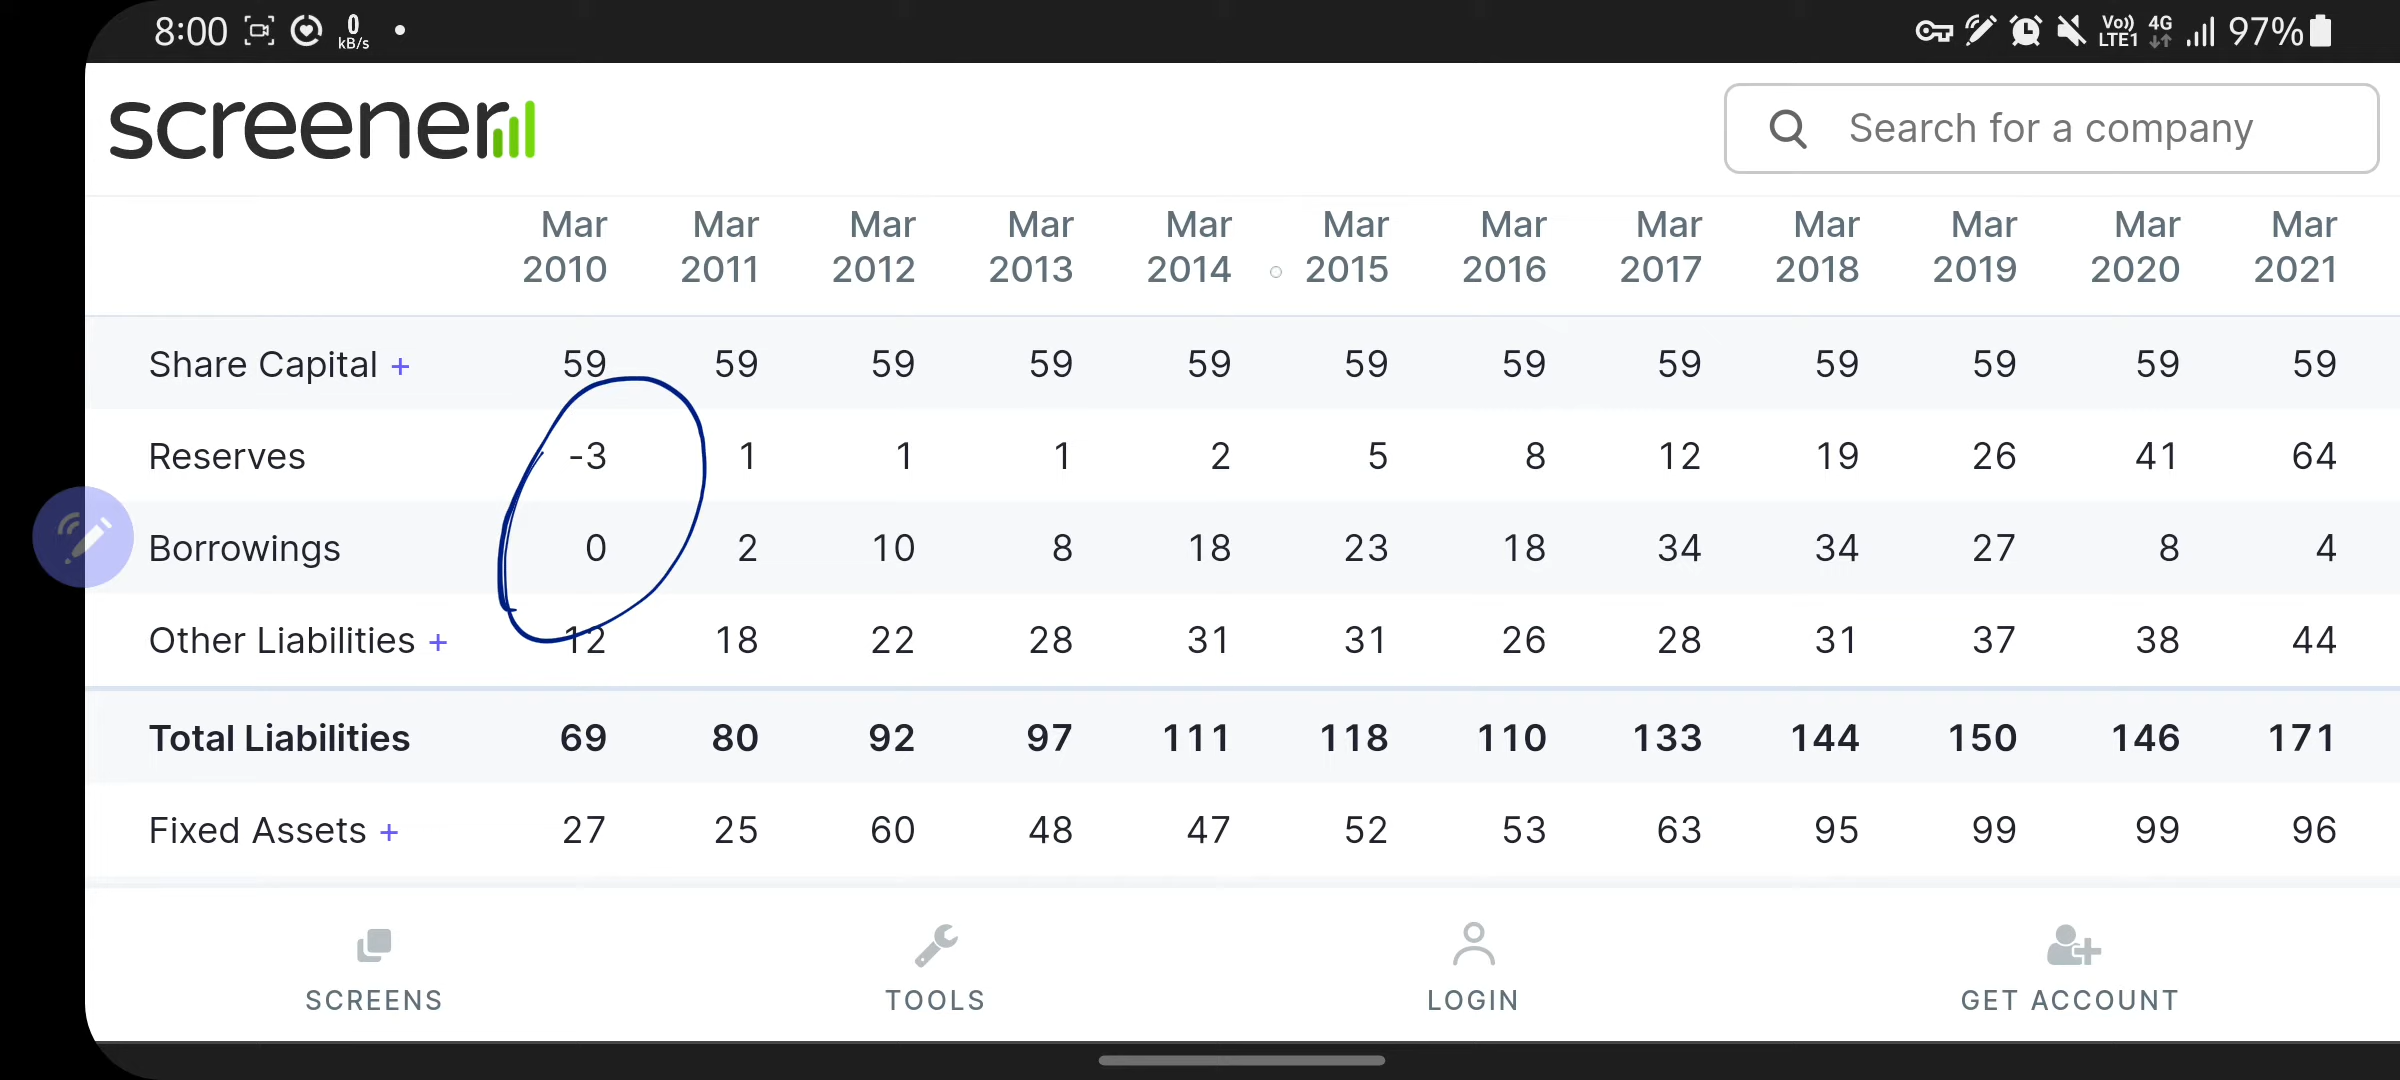 8:00 0 kB/s Vo)) LTE1 4G 97%
screener Search for a company
Mar Mar Mar Mar Mar Mar Mar Mar Mar Mar Mar Mar
2010 2011 2012 2013 2014 2015 2016 2017 2018 2019 2020 2021
Share Capital + 59 59 59 59 59 59 59 59 59 59 59 59
Reserves -3 1 1 1 2 5 8 12 19 26 41 64
Borrowings 0 2 10 8 18 23 18 34 34 27 8 4
Other Liabilities + 12 18 22 28 31 31 26 28 31 37 38 44
Total Liabilities 69 80 92 97 111 118 110 133 144 150 146 171
Fixed Assets + 27 25 60 48 47 52 53 63 95 99 99 96
SCREENS TOOLS LOGIN GET ACCOUNT